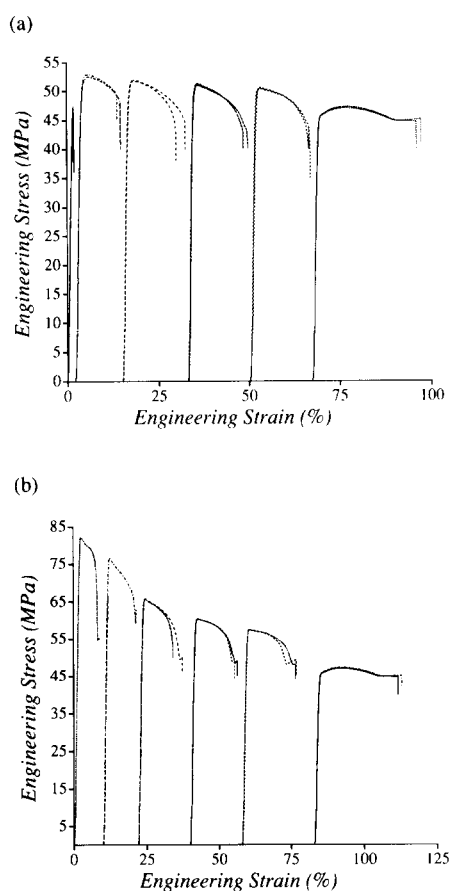 (a)
Engineering Stress (MPa)
55
50
45
40
35
30
25
20
15
10
5
0
0 25 50 75 100
Engineering Strain (%)
(b)
Engineering Stress (MPa)
85
75
65
55
45
35
25
15
5
0 25 50 75 100 125
Engineering Strain (%)